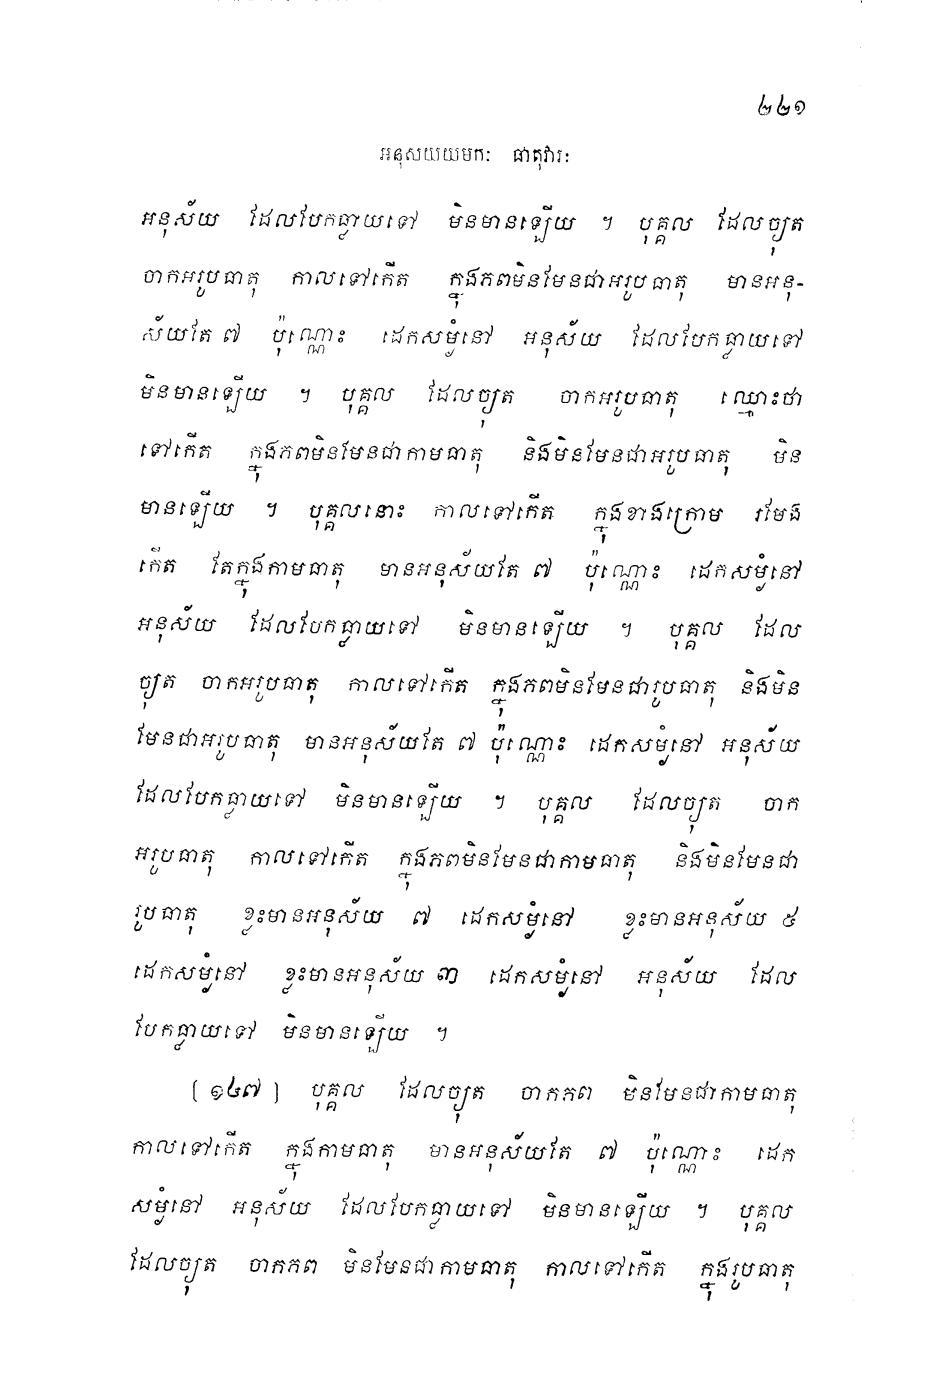 ២២១
អនុសយយមកៈ ធាតុវារៈ
អនុស័យ ដែលបែកធ្លាយទៅ មិនមានឡើយ ។ បុគ្គល ដែលច្យុត
ចាកអរូបធាតុ កាលទៅកើត ក្នុងភពមិនមែនជាអរូបធាតុ មានអនុ-
ស័យតែ ៧ ប៉ុណ្ណោះ ដេកសម្ងំនៅ អនុស័យ ដែលបែកធ្លាយទៅ
មិនមានឡើយ ។ បុគ្គល ដែលច្យុត ចាកអរូបធាតុ ឈ្មោះថា
ទៅកើត ក្នុងភពមិនមែនជាកាមធាតុ និងមិនមែនជាអរូបធាតុ មិន
មានឡើយ ។ បុគ្គលនោះ កាលទៅកើត ក្នុងខាងក្រោម រមែង
កើត តែក្នុងកាមធាតុ មានអនុស័យតែ ៧ ប៉ុណ្ណោះ ដេកសម្ងំនៅ
អនុស័យ ដែលបែកធ្លាយទៅ មិនមានឡើយ ។ បុគ្គល ដែល
ច្យុត ចាកអរូបធាតុ កាលទៅកើត ក្នុងភពមិនមែនជារូបធាតុ និងមិន
មែនជាអរូបធាតុ មានអនុស័យតែ ៧ ប៉ុណ្ណោះ ដេកសម្ងំនៅ អនុស័យ
ដែលបែកធ្លាយទៅ មិនមានឡើយ ។ បុគ្គល ដែលច្យុត ចាក
អរូបធាតុ កាលទៅកើត ក្នុងភពមិនមែនជាកាមធាតុ និងមិនមែនជា
រូបធាតុ ខ្លះមានអនុស័យ ៧ ដេកសម្ងំនៅ ខ្លះមានអនុស័យ ៥
ដេកសម្ងំនៅ ខ្លះមានអនុស័យ ៣ ដេកសម្ងំនៅ អនុស័យ ដែល
បែកធ្លាយទៅ មិនមានឡើយ ។
[១៤៧] បុគ្គល ដែលច្យុត ចាកភព មិនមែនជាកាមធាតុ
កាលទៅកើត ក្នុងកាមធាតុ មានអនុស័យតែ ៧ ប៉ុណ្ណោះ ដេក
សម្ងំនៅ អនុស័យ ដែលបែកធ្លាយទៅ មិនមានឡើយ ។ បុគ្គល
ដែលច្យុត ចាកភព មិនមែនជាកាមធាតុ កាលទៅកើត ក្នុងរូបធាតុ